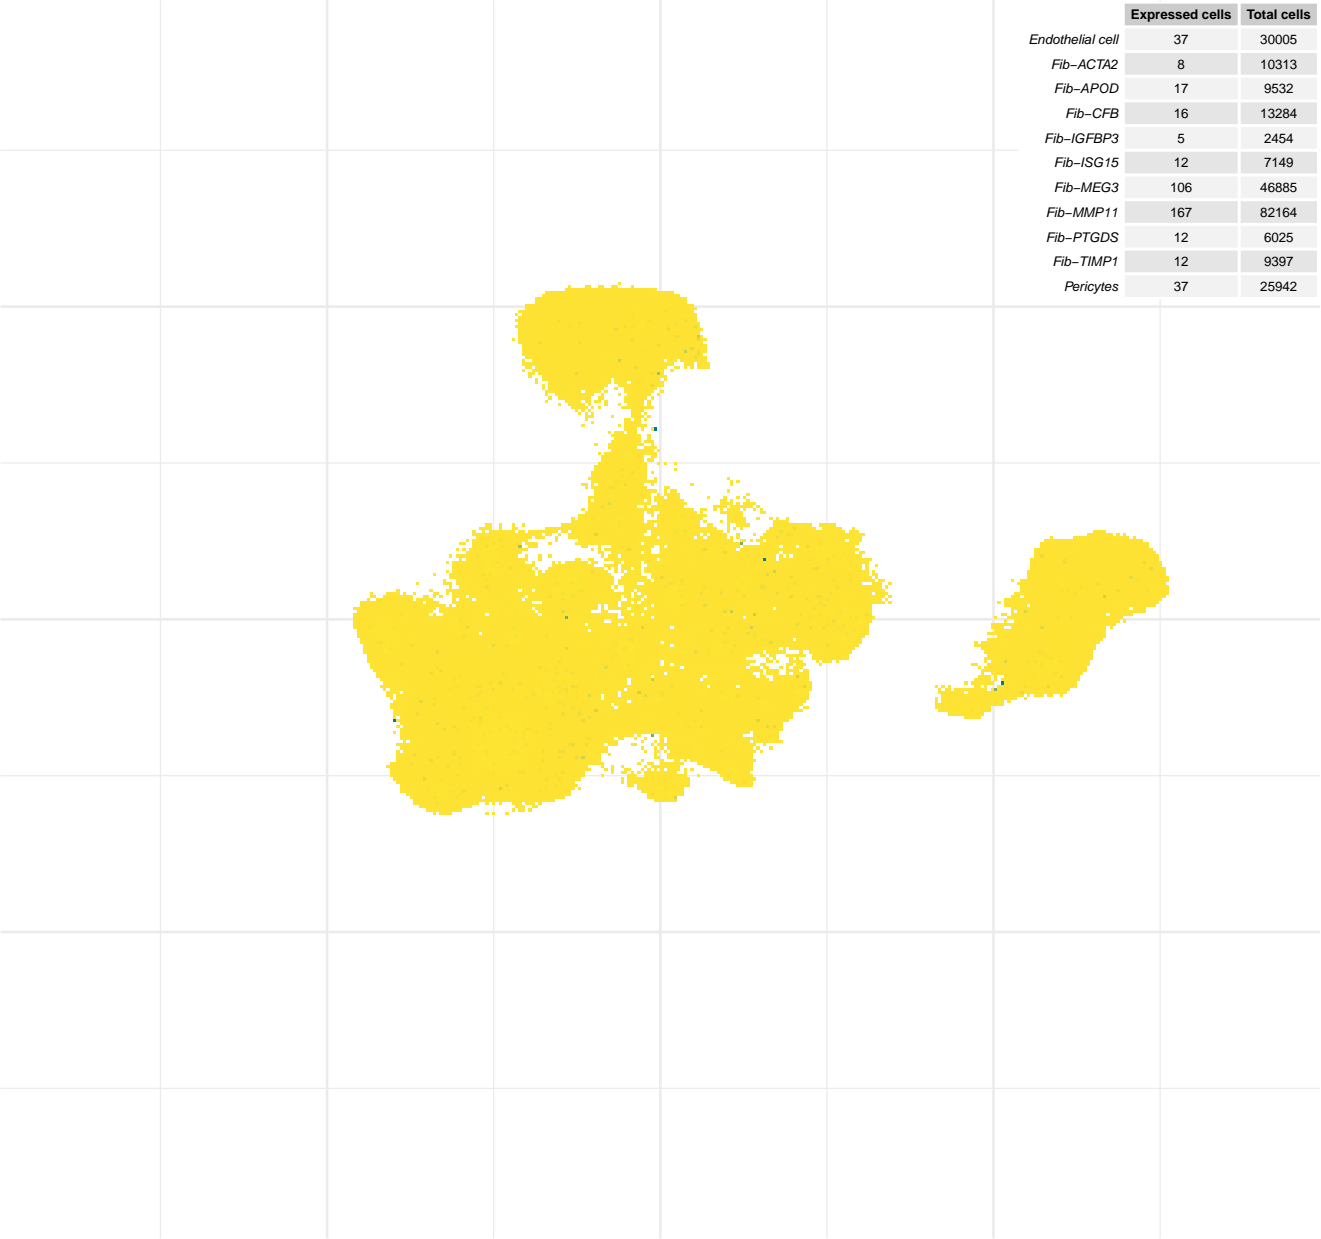 Expressed cells Total cells
Endothelial cell 37 30005
Fib−ACTA2 8 10313
Fib−APOD 17 9532
Fib−CFB 16 13284
Fib−IGFBP3 5 2454
Fib−ISG15 12 7149
Fib−MEG3 106 46885
Fib−MMP11 167 82164
Fib−PTGDS 12 6025
Fib−TIMP1 12 9397
Pericytes 37 25942